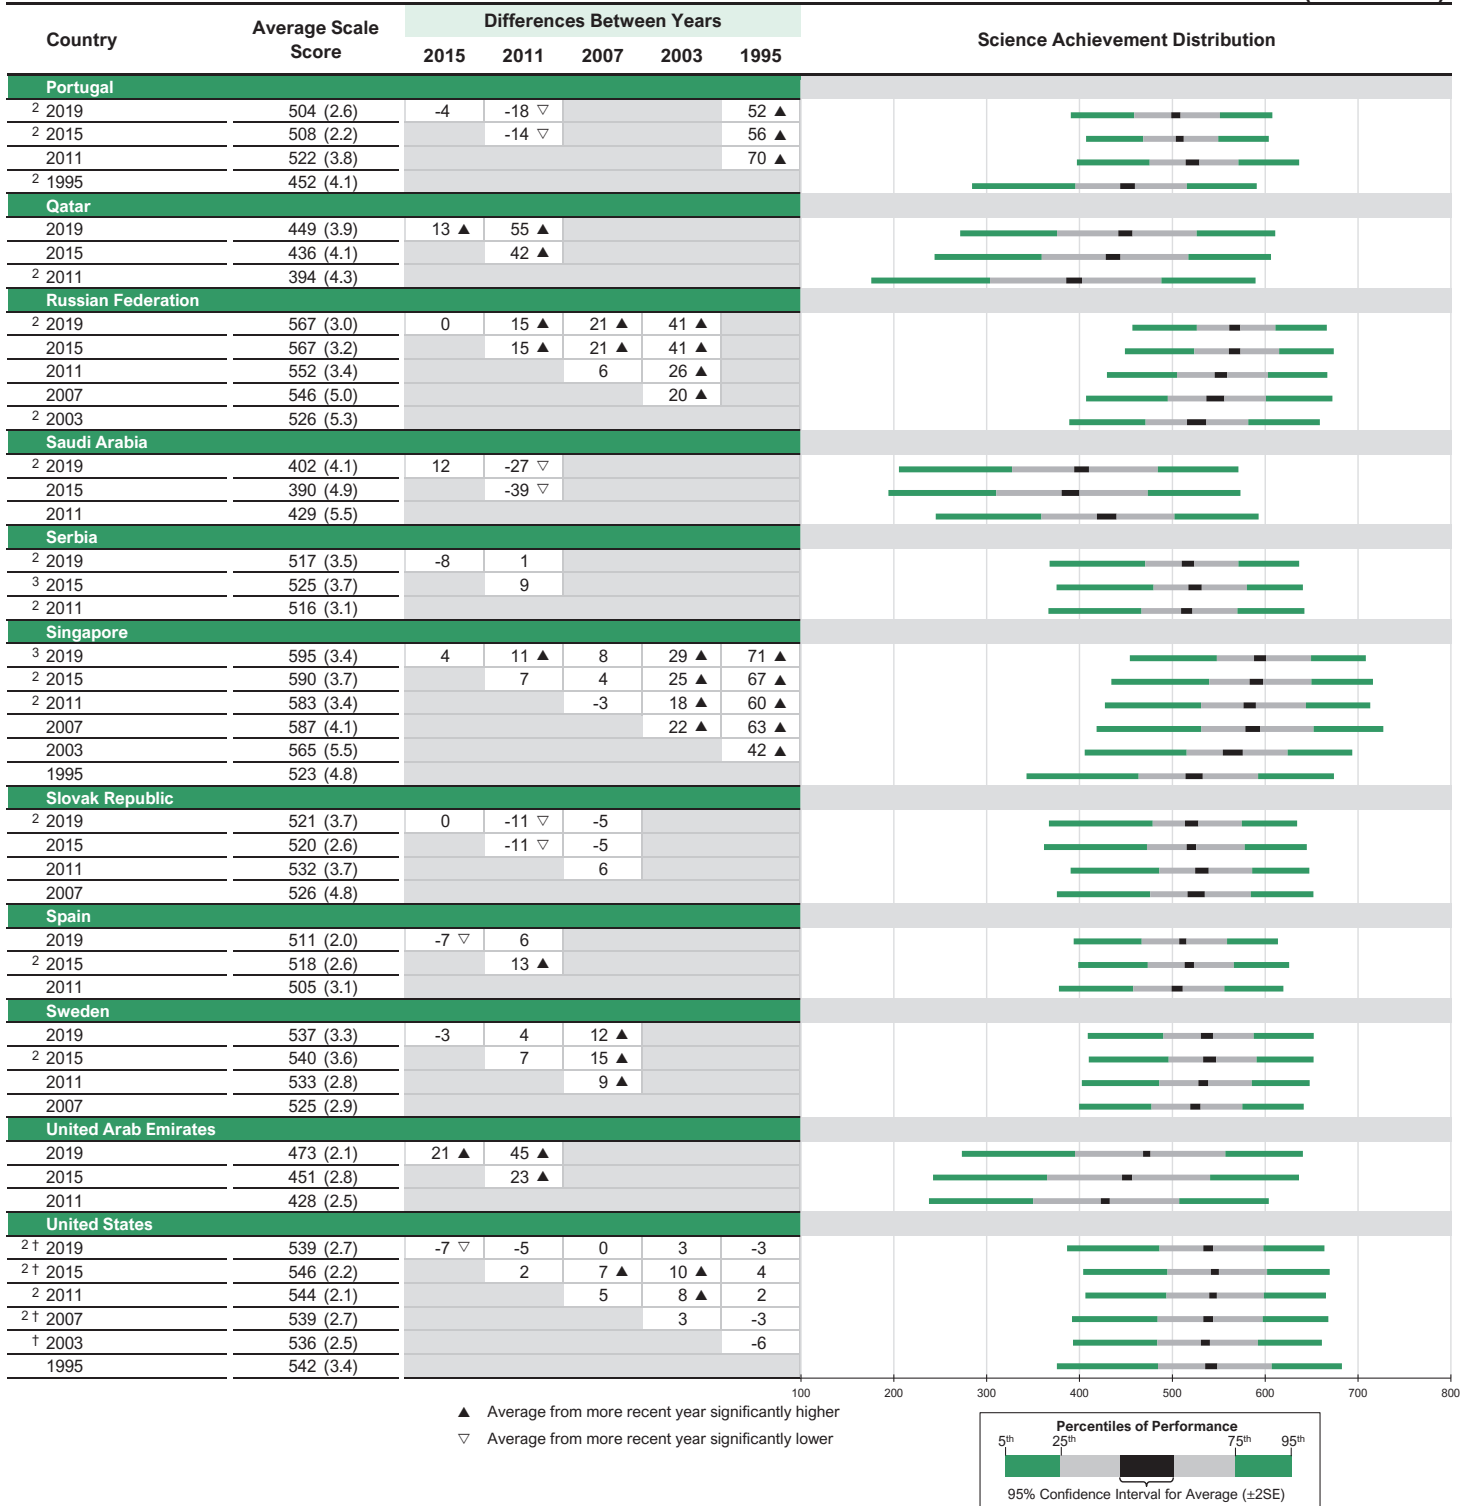 Country Average Scale Score Differences Between Years Science Achievement Distribution
2015 2011 2007 2003 1995
Portugal
2 2019 504 (2.6) -4 -18 ▽ 52 ▲
2 2015 508 (2.2) -14 ▽ 56 ▲
2011 522 (3.8) 70 ▲
2 1995 452 (4.1)
Qatar
2019 449 (3.9) 13 ▲ 55 ▲
2015 436 (4.1) 42 ▲
2 2011 394 (4.3)
Russian Federation
2 2019 567 (3.0) 0 15 ▲ 21 ▲ 41 ▲
2015 567 (3.2) 15 ▲ 21 ▲ 41 ▲
2011 552 (3.4) 6 26 ▲
2007 546 (5.0) 20 ▲
2 2003 526 (5.3)
Saudi Arabia
2 2019 402 (4.1) 12 -27 ▽
2015 390 (4.9) -39 ▽
2011 429 (5.5)
Serbia
2 2019 517 (3.5) -8 1
3 2015 525 (3.7) 9
2 2011 516 (3.1)
Singapore
3 2019 595 (3.4) 4 11 ▲ 8 29 ▲ 71 ▲
2 2015 590 (3.7) 7 4 25 ▲ 67 ▲
2 2011 583 (3.4) -3 18 ▲ 60 ▲
2007 587 (4.1) 22 ▲ 63 ▲
2003 565 (5.5) 42 ▲
1995 523 (4.8)
Slovak Republic
2 2019 521 (3.7) 0 -11 ▽ -5
2015 520 (2.6) -11 ▽ -5
2011 532 (3.7) 6
2007 526 (4.8)
Spain
2019 511 (2.0) -7 ▽ 6
2 2015 518 (2.6) 13 ▲
2011 505 (3.1)
Sweden
2019 537 (3.3) -3 4 12 ▲
2 2015 540 (3.6) 7 15 ▲
2011 533 (2.8) 9 ▲
2007 525 (2.9)
United Arab Emirates
2019 473 (2.1) 21 ▲ 45 ▲
2015 451 (2.8) 23 ▲
2011 428 (2.5)
United States
2 † 2019 539 (2.7) -7 ▽ -5 0 3 -3
2 † 2015 546 (2.2) 2 7 ▲ 10 ▲ 4
2 2011 544 (2.1) 5 8 ▲ 2
2 † 2007 539 (2.7) 3 -3
† 2003 536 (2.5) -6
1995 542 (3.4)
100 200 300 400 500 600 700 800
▲ Average from more recent year significantly higher
▽ Average from more recent year significantly lower
Percentiles of Performance
5th 25th 75th 95th
95% Confidence Interval for Average (±2SE)